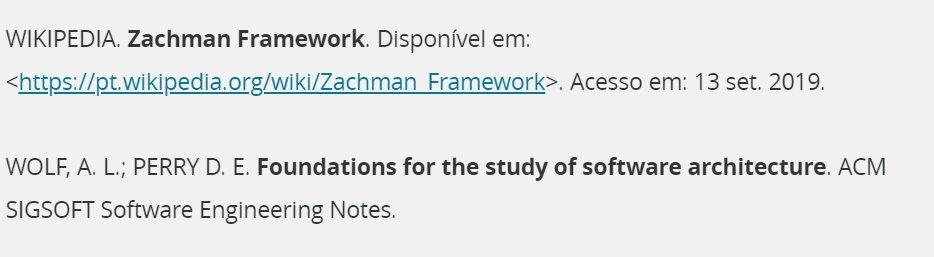 WIKIPEDIA. Zachman Framework. Disponível em:
<https://pt.wikipedia.org/wiki/Zachman_Framework>. Acesso em: 13 set. 2019.
WOLF, A. L.; PERRY D. E. Foundations for the study of software architecture. ACM
SIGSOFT Software Engineering Notes.